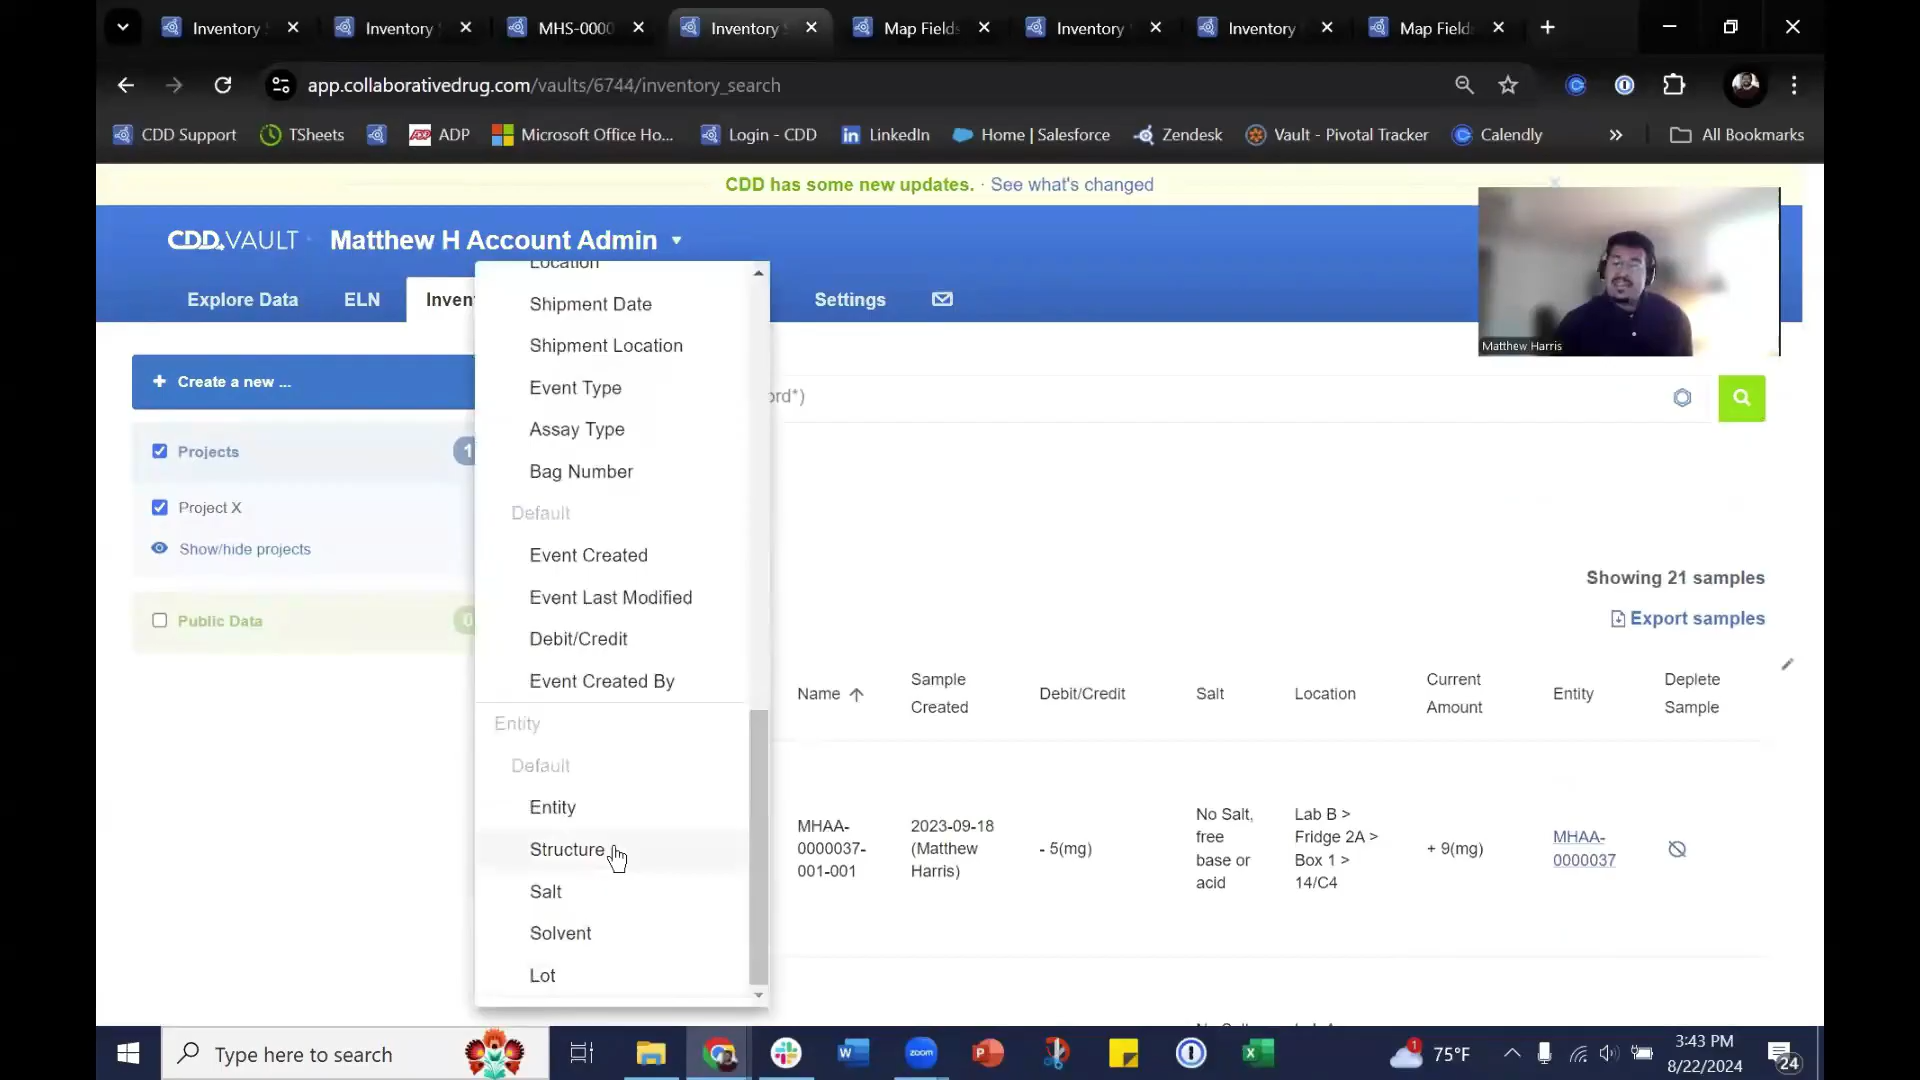 Inventory
Inventory
MHS-0000
Inventory
Map Fields
Inventory
Inventory
Map Field
app.collaborativedrug.com/vaults/6744/inventory_search
CDD Support
TSheets
ADP
Microsoft Office Ho...
Login - CDD
LinkedIn
Home | Salesforce
Zendesk
Vault - Pivotal Tracker
Calendly
»
All Bookmarks
CDD has some new updates. · See what's changed
CDD. VAULT
Matthew H Account Admin
Explore Data
ELN
Inven
Settings
Matthew Harris
Location
Shipment Date
Shipment Location
Event Type
Assay Type
Bag Number
Default
Event Created
Event Last Modified
Debit/Credit
Event Created By
Entity
Default
Entity
Structure
Salt
Solvent
Lot
+ Create a new ...
Projects
1
Project X
Show/hide projects
Public Data
0
ord*)
Showing 21 samples
Export samples
Name
Sample
Created
Debit/Credit
Salt
Location
Current
Amount
Entity
Deplete
Sample
MHAA-
0000037-
001-001
2023-09-18
(Matthew
Harris)
- 5(mg)
No Salt,
free
base or
acid
Lab B >
Fridge 2A >
Box 1 >
14/C4
+ 9(mg)
MHAA-
0000037
Type here to search
zoom
1
75°F
3:43 PM
8/22/2024
24